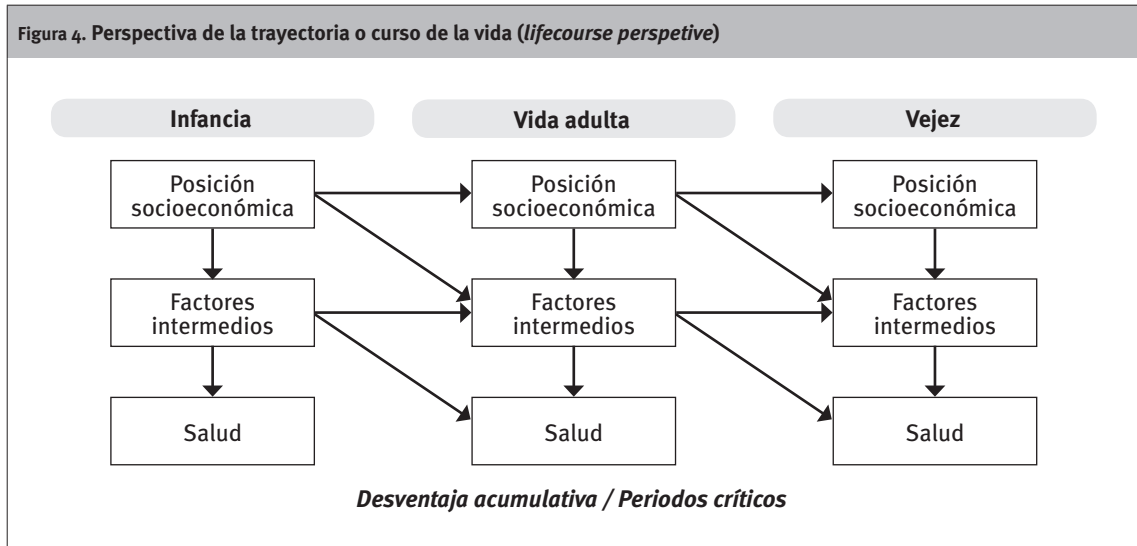 Figura 4. Perspectiva de la trayectoria o curso de la vida (lifecourse perspetive)
Infancia
Vida adulta
Vejez
Posición
socioeconómica
Posición
socioeconómica
Posición
socioeconómica
Factores
intermedios
Factores
intermedios
Factores
intermedios
Salud
Salud
Salud
Desventaja acumulativa / Periodos críticos